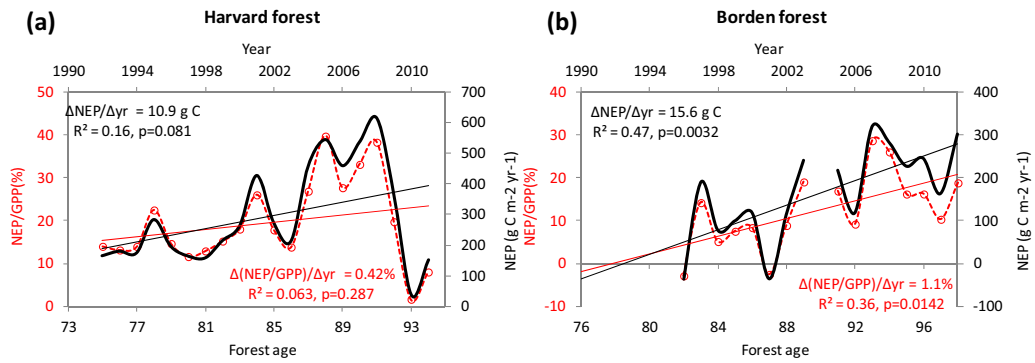 (a) Harvard forest
Year
1990 1994 1998 2002 2006 2010
50 700
40 600
30 500
20 400
10 300
0 200
100
0
NEP/GPP(%)
NEP (g C m-2 yr-1)
ΔNEP/Δyr = 10.9 g C
R² = 0.16, p=0.081
Δ(NEP/GPP)/Δyr = 0.42%
R² = 0.063, p=0.287
73 77 81 85 89 93
Forest age
(b) Borden forest
Year
1990 1994 1998 2002 2006 2010
40 400
30 300
20 200
10 100
0 0
-10 -100
NEP/GPP(%)
NEP (g C m-2 yr-1)
ΔNEP/Δyr = 15.6 g C
R² = 0.47, p=0.0032
Δ(NEP/GPP)/Δyr = 1.1%
R² = 0.36, p=0.0142
76 80 84 88 92 96
Forest age